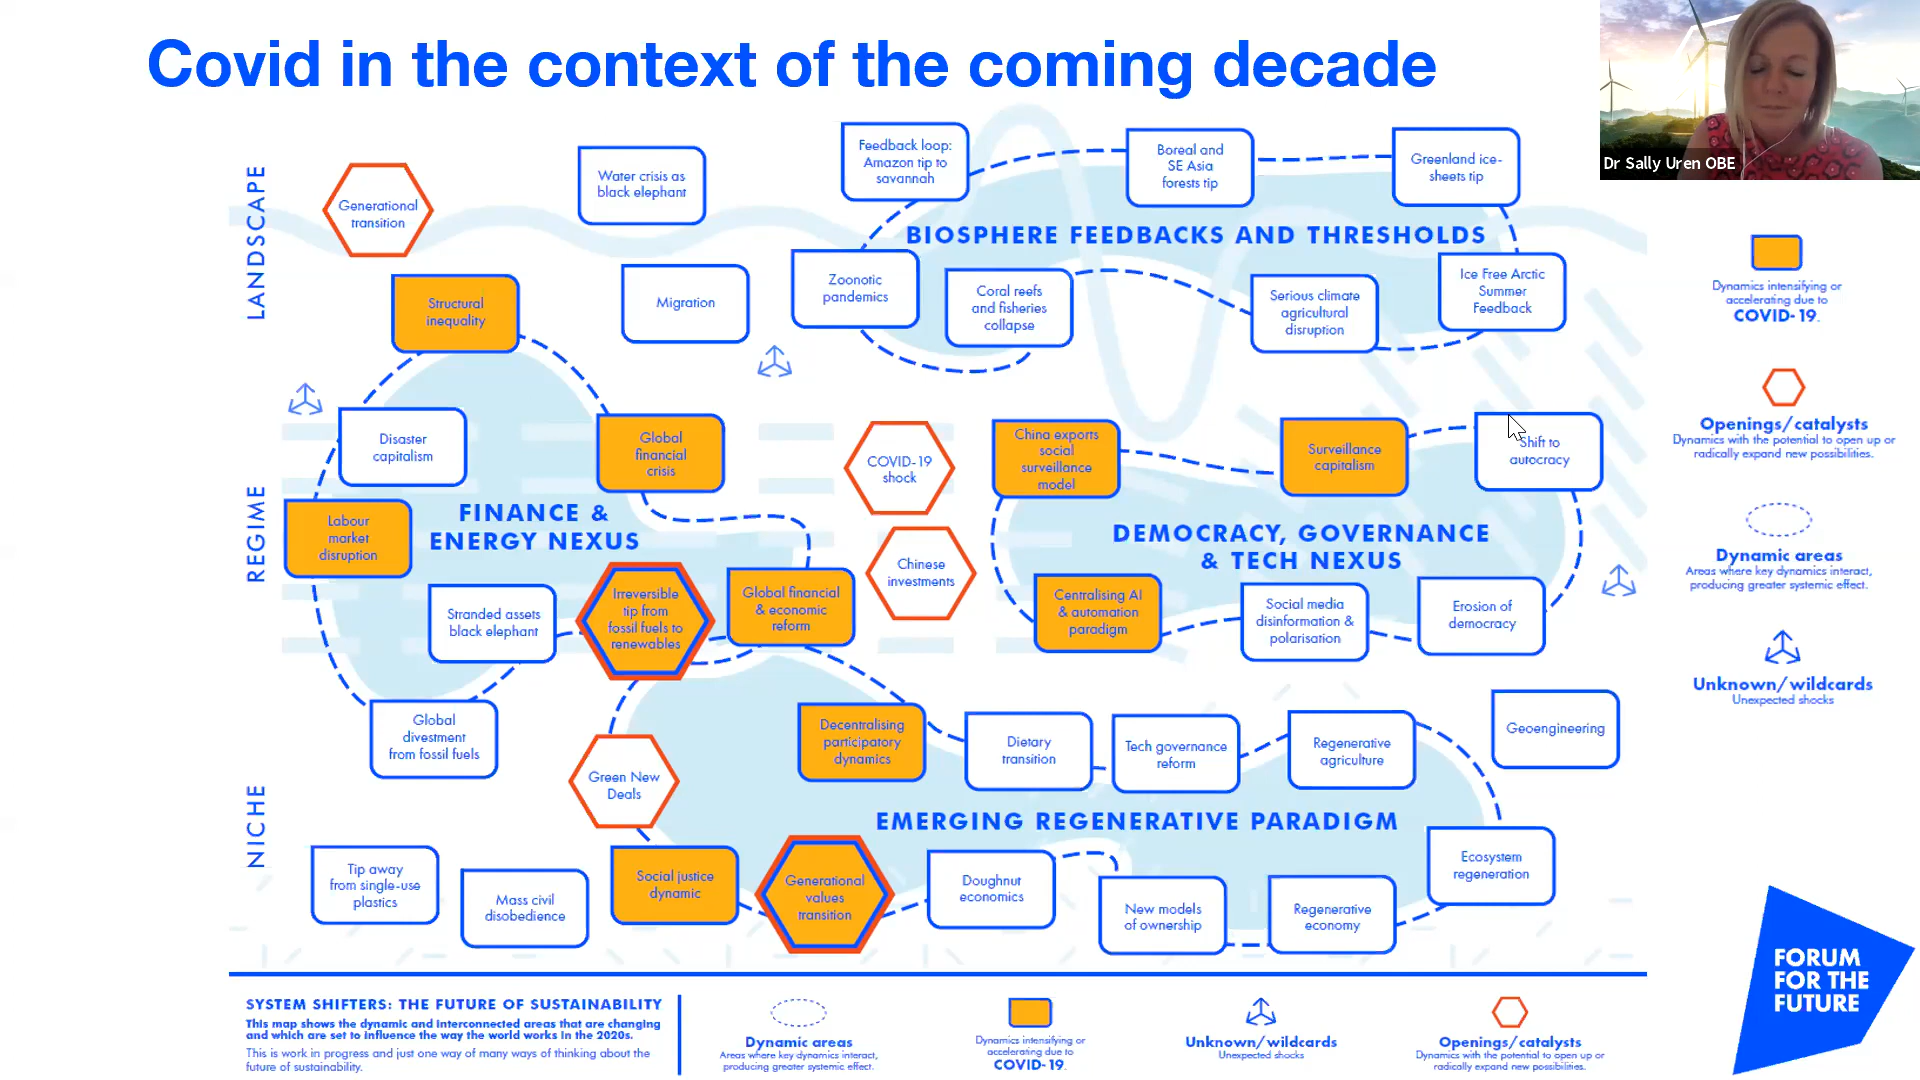 Covid in the context of the coming decade
Dr Sally Uren OBE
LANDSCAPE
REGIME
NICHE
Generational
transition
Water crisis as
black elephant
Feedback loop:
Amazon tip to
savannah
Boreal and
SE Asia
forests tip
Greenland ice-
sheets tip
BIOSPHERE FEEDBACKS AND THRESHOLDS
Structural
inequality
Migration
Zoonotic
pandemics
Coral reefs
and fisheries
collapse
Serious climate
agricultural
disruption
Ice Free Arctic
Summer
Feedback
Disaster
capitalism
Global
financial
crisis
COVID-19
shock
China exports
social
surveillance
model
Surveillance
capitalism
Shift to
autocracy
Labour
market
disruption
FINANCE &
ENERGY NEXUS
Chinese
investments
DEMOCRACY, GOVERNANCE
& TECH NEXUS
Stranded assets
black elephant
Irreversible
tip from
fossil fuels to
renewables
Global financial
& economic
reform
Centralising AI
& automation
paradigm
Social media
disinformation &
polarisation
Erosion of
democracy
Global
divestment
from fossil fuels
Green New
Deals
Decentralising
participatory
dynamics
Dietary
transition
Tech governance
reform
Regenerative
agriculture
Geoengineering
EMERGING REGENERATIVE PARADIGM
Tip away
from single-use
plastics
Mass civil
disobedience
Social justice
dynamic
Generational
values
transition
Doughnut
economics
New models
of ownership
Regenerative
economy
Ecosystem
regeneration
Dynamics intensifying or
accelerating due to
COVID-19.
Openings/catalysts
Dynamics with the potential to open up or
radically expand new possibilities.
Dynamic areas
Areas where key dynamics interact,
producing greater systemic effect.
Unknown/wildcards
Unexpected shocks
FORUM
FOR THE
FUTURE
SYSTEM SHIFTERS: THE FUTURE OF SUSTAINABILITY
This map shows the dynamic and interconnected areas that are changing
and which are set to influence the way the world works in the 2020s.
This is work in progress and just one way of many ways of thinking about the
future of sustainability.
Dynamic areas
Areas where key dynamics interact,
producing greater systemic effect.
Dynamics intensifying or
accelerating due to
COVID-19.
Unknown/wildcards
Unexpected shocks
Openings/catalysts
Dynamics with the potential to open up or
radically expand new possibilities.